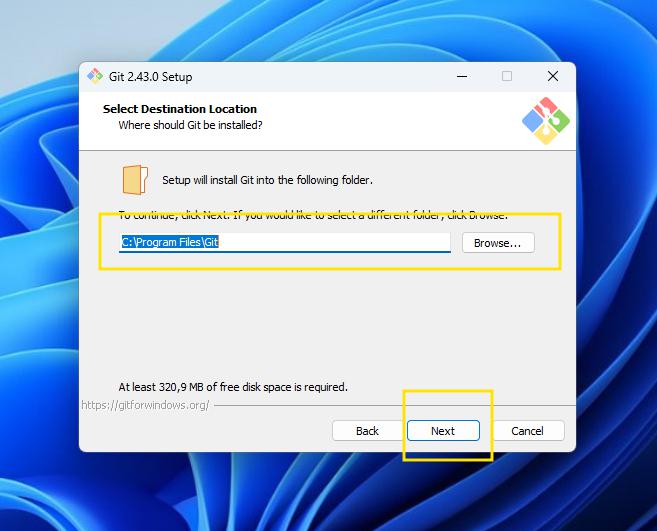 Git 2.43.0 Setup
Select Destination Location
Where should Git be installed?
Setup will install Git into the following folder.
To continue, click Next. If you would like to select a different folder, click Browse.
C:\Program Files\Git
Browse...
At least 320,9 MB of free disk space is required.
https://gitforwindows.org/
Back
Next
Cancel